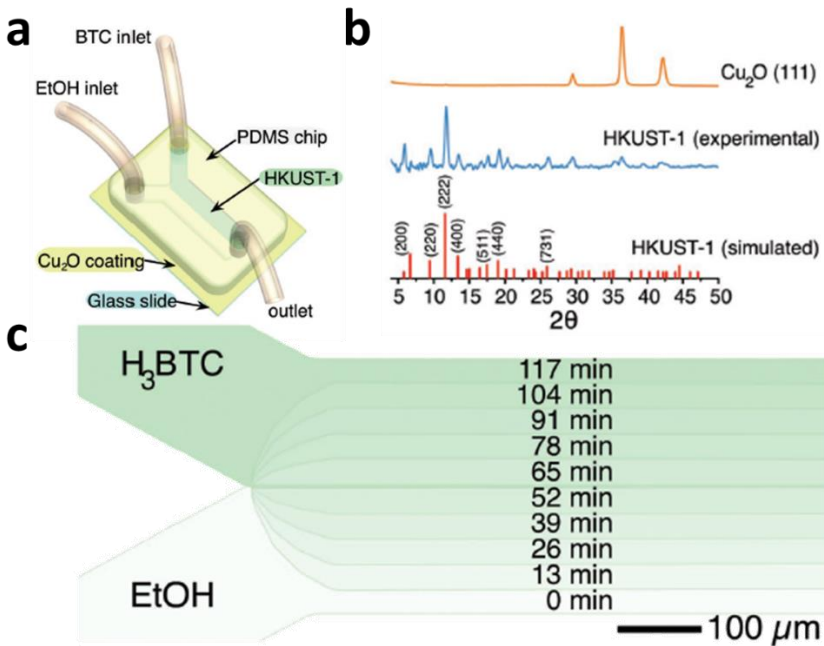 a
BTC inlet
EtOH inlet
PDMS chip
HKUST-1
Cu₂O coating
Glass slide
outlet
b
Cu₂O (111)
HKUST-1 (experimental)
(200)
(220)
(222)
(400)
(511)
(440)
(731)
HKUST-1 (simulated)
5 10 15 20 25 30 35 40 45 50
2θ
c
H₃BTC
EtOH
117 min
104 min
91 min
78 min
65 min
52 min
39 min
26 min
13 min
0 min
100 µm